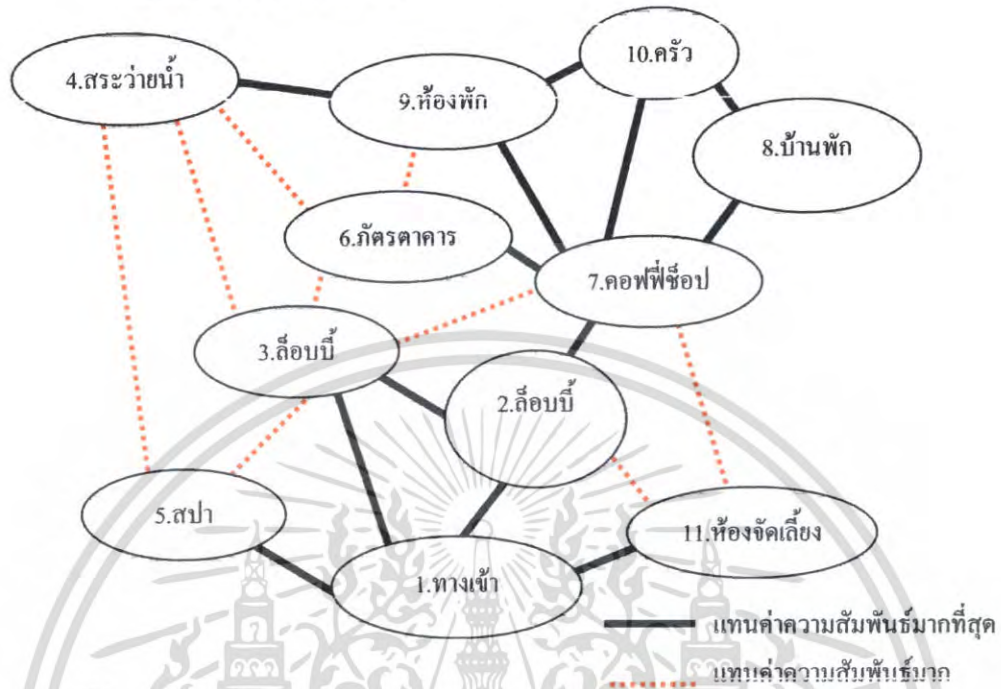 10.ครัว
4.สระว่ายน้ำ
9.ห้องพัก
8.บ้านพัก
6.ภัตรตาคาร
7.คอฟฟี่ช็อป
3.ล็อบบี้
2.ล็อบบี้
5.สปา
11.ห้องจัดเลี้ยง
1.ทางเข้า
แทนค่าความสัมพันธ์มากที่สุด
แทนค่าความสัมพันธ์มาก